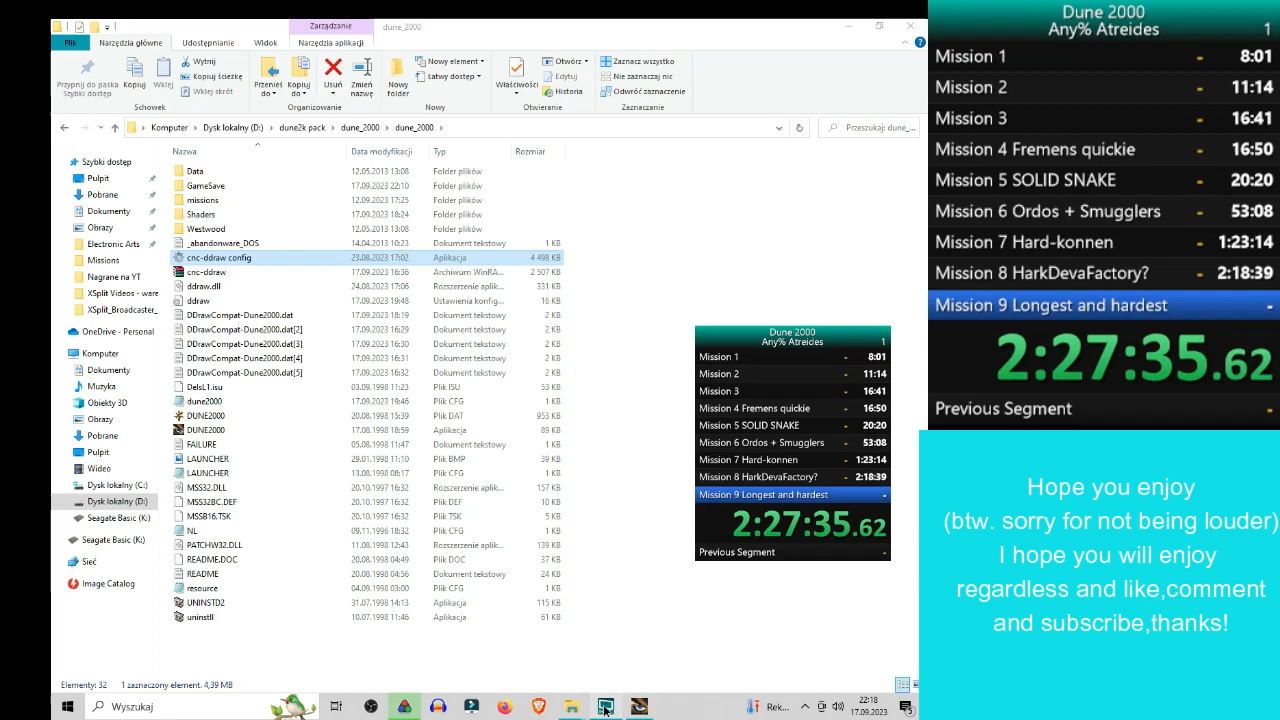 Zarządzanie
dune_2000
Plik
Narzędzia główne
Udostępnianie
Widok
Narzędzia aplikacji
Przypnij do paska
Szybki dostęp
Kopiuj
Wklej
Wytnij
Kopiuj ścieżkę
Wklej skrót
Schowek
Przenieś do
Kopiuj do
Usuń
Zmień nazwę
Organizowanie
Nowy folder
Nowy element
Łatwy dostęp
Nowy
Właściwości
Otwórz
Edytuj
Historia
Otwieranie
Zaznacz wszystko
Nie zaznaczaj nic
Odwróć zaznaczenie
Zaznaczanie
Komputer
Dysk lokalny (D:)
dune2k pack
dune_2000
dune_2000
Przeszukaj: dune_...
Szybki dostęp
Pulpit
Pobrane
Dokumenty
Obrazy
Electronic Arts
Missions
Nagrane na YT
XSplit Videos - ware
XSplit_Broadcaster_
OneDrive - Personal
Komputer
Dokumenty
Muzyka
Obiekty 3D
Obrazy
Pobrane
Pulpit
Wideo
Dysk lokalny (C:)
Dysk lokalny (D:)
Seagate Basic (K:)
Seagate Basic (K:)
Sieć
Image Catalog
Nazwa Data modyfikacji Typ Rozmiar
Data 12.05.2013 13:08 Folder plików
GameSave 17.09.2023 22:10 Folder plików
missions 12.09.2023 17:25 Folder plików
Shaders 17.09.2023 18:24 Folder plików
Westwood 12.05.2013 13:08 Folder plików
_abandonware_DOS 14.04.2013 10:23 Dokument tekstowy 1 KB
cnc-ddraw config 23.08.2023 17:02 Aplikacja 4 498 KB
cnc-ddraw 17.09.2023 16:36 Archiwum WinRA... 2 507 KB
ddraw.dll 24.08.2023 17:06 Rozszerzenie aplik... 331 KB
ddraw 17.09.2023 19:48 Ustawienia konfig... 16 KB
DDrawCompat-Dune2000.dat 17.09.2023 18:19 Dokument tekstowy 2 KB
DDrawCompat-Dune2000.dat[2] 17.09.2023 16:29 Dokument tekstowy 2 KB
DDrawCompat-Dune2000.dat[3] 17.09.2023 16:30 Dokument tekstowy 2 KB
DDrawCompat-Dune2000.dat[4] 17.09.2023 16:31 Dokument tekstowy 2 KB
DDrawCompat-Dune2000.dat[5] 17.09.2023 16:32 Dokument tekstowy 2 KB
DelsL1.isu 03.09.1998 11:23 Plik ISU 53 KB
dune2000 17.09.2023 19:46 Plik CFG 1 KB
DUNE2000 20.08.1998 15:39 Plik DAT 953 KB
DUNE2000 17.08.1998 18:59 Aplikacja 89 KB
FAILURE 05.08.1998 11:47 Dokument tekstowy 1 KB
LAUNCHER 29.01.1998 11:10 Plik BMP 39 KB
LAUNCHER 13.08.1998 08:17 Plik CFG 1 KB
MSS32.DLL 20.10.1997 16:32 Rozszerzenie aplik... 157 KB
MSS32BC.DEF 20.10.1997 16:32 Plik DEF 10 KB
MSSB16.TSK 20.10.1997 16:32 Plik TSK 5 KB
NL 09.11.1996 18:32 Plik CFG 1 KB
PATCHW32.DLL 11.08.1998 12:43 Rozszerzenie aplik... 139 KB
README.DOC 20.08.1998 04:49 Plik DOC 37 KB
README 20.08.1998 04:56 Dokument tekstowy 24 KB
resource 04.09.1998 03:00 Plik CFG 1 KB
UNINSTD2 31.07.1998 14:13 Aplikacja 115 KB
uninstll 10.07.1998 11:46 Aplikacja 61 KB
Elementy: 32 1 zaznaczony element, 4,39 MB
Dune 2000
Any% Atreides 1
Mission 1 - 8:01
Mission 2 - 11:14
Mission 3 - 16:41
Mission 4 Fremens quickie - 16:50
Mission 5 SOLID SNAKE - 20:20
Mission 6 Ordos + Smugglers - 53:08
Mission 7 Hard-konnen - 1:23:14
Mission 8 HarkDevaFactory? - 2:18:39
Mission 9 Longest and hardest -
2:27:35.62
Previous Segment -
Wyszukaj
Rek...
22:18
17.09.2023
5
Dune 2000
Any% Atreides 1
Mission 1 - 8:01
Mission 2 - 11:14
Mission 3 - 16:41
Mission 4 Fremens quickie - 16:50
Mission 5 SOLID SNAKE - 20:20
Mission 6 Ordos + Smugglers - 53:08
Mission 7 Hard-konnen - 1:23:14
Mission 8 HarkDevaFactory? - 2:18:39
Mission 9 Longest and hardest -
2:27:35.62
Previous Segment -
Hope you enjoy
(btw. sorry for not being louder)
I hope you will enjoy
regardless and like,comment
and subscribe,thanks!